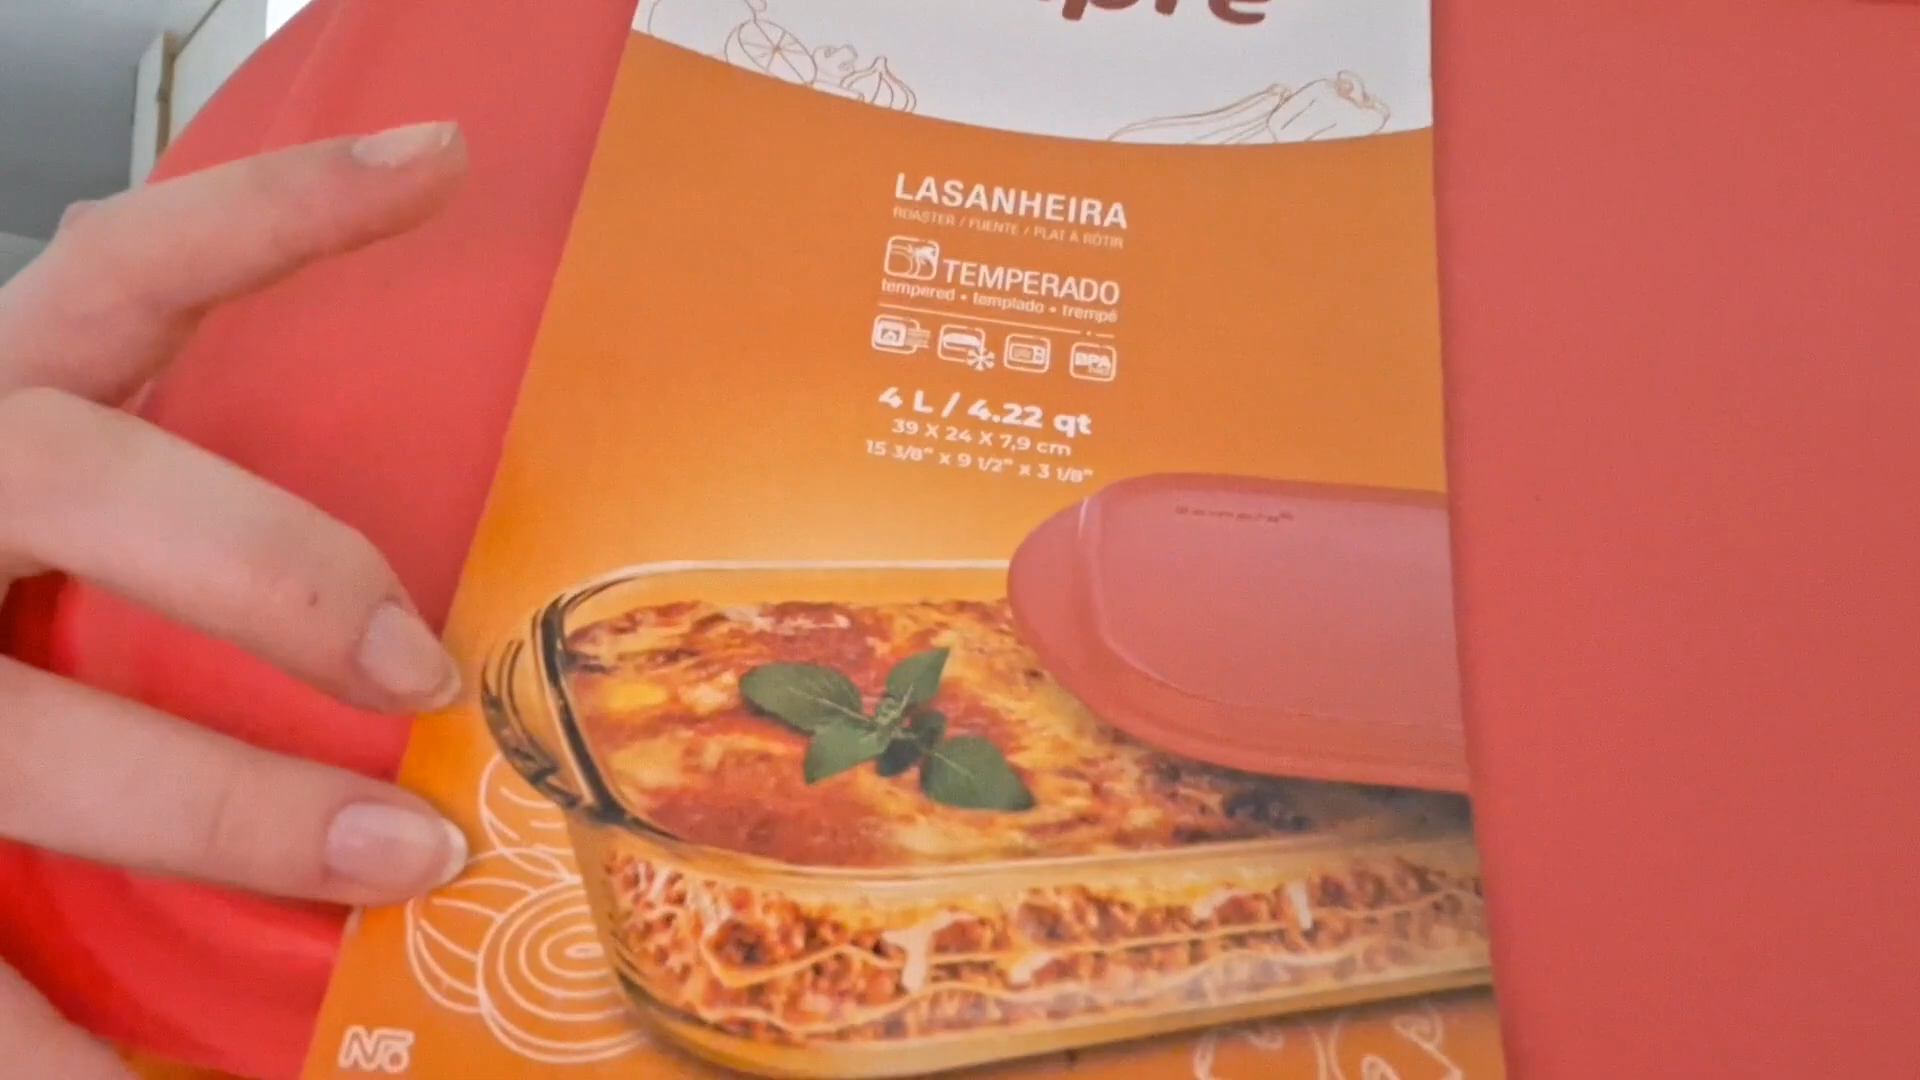 LASANHEIRA
ROASTER / FUENTE / PLAT À RÔTIR
TEMPERADO
tempered • templado • trempé
BPA
4 L / 4.22 qt
39 X 24 X 7,9 cm
15 3/8" x 9 1/2" x 3 1/8"